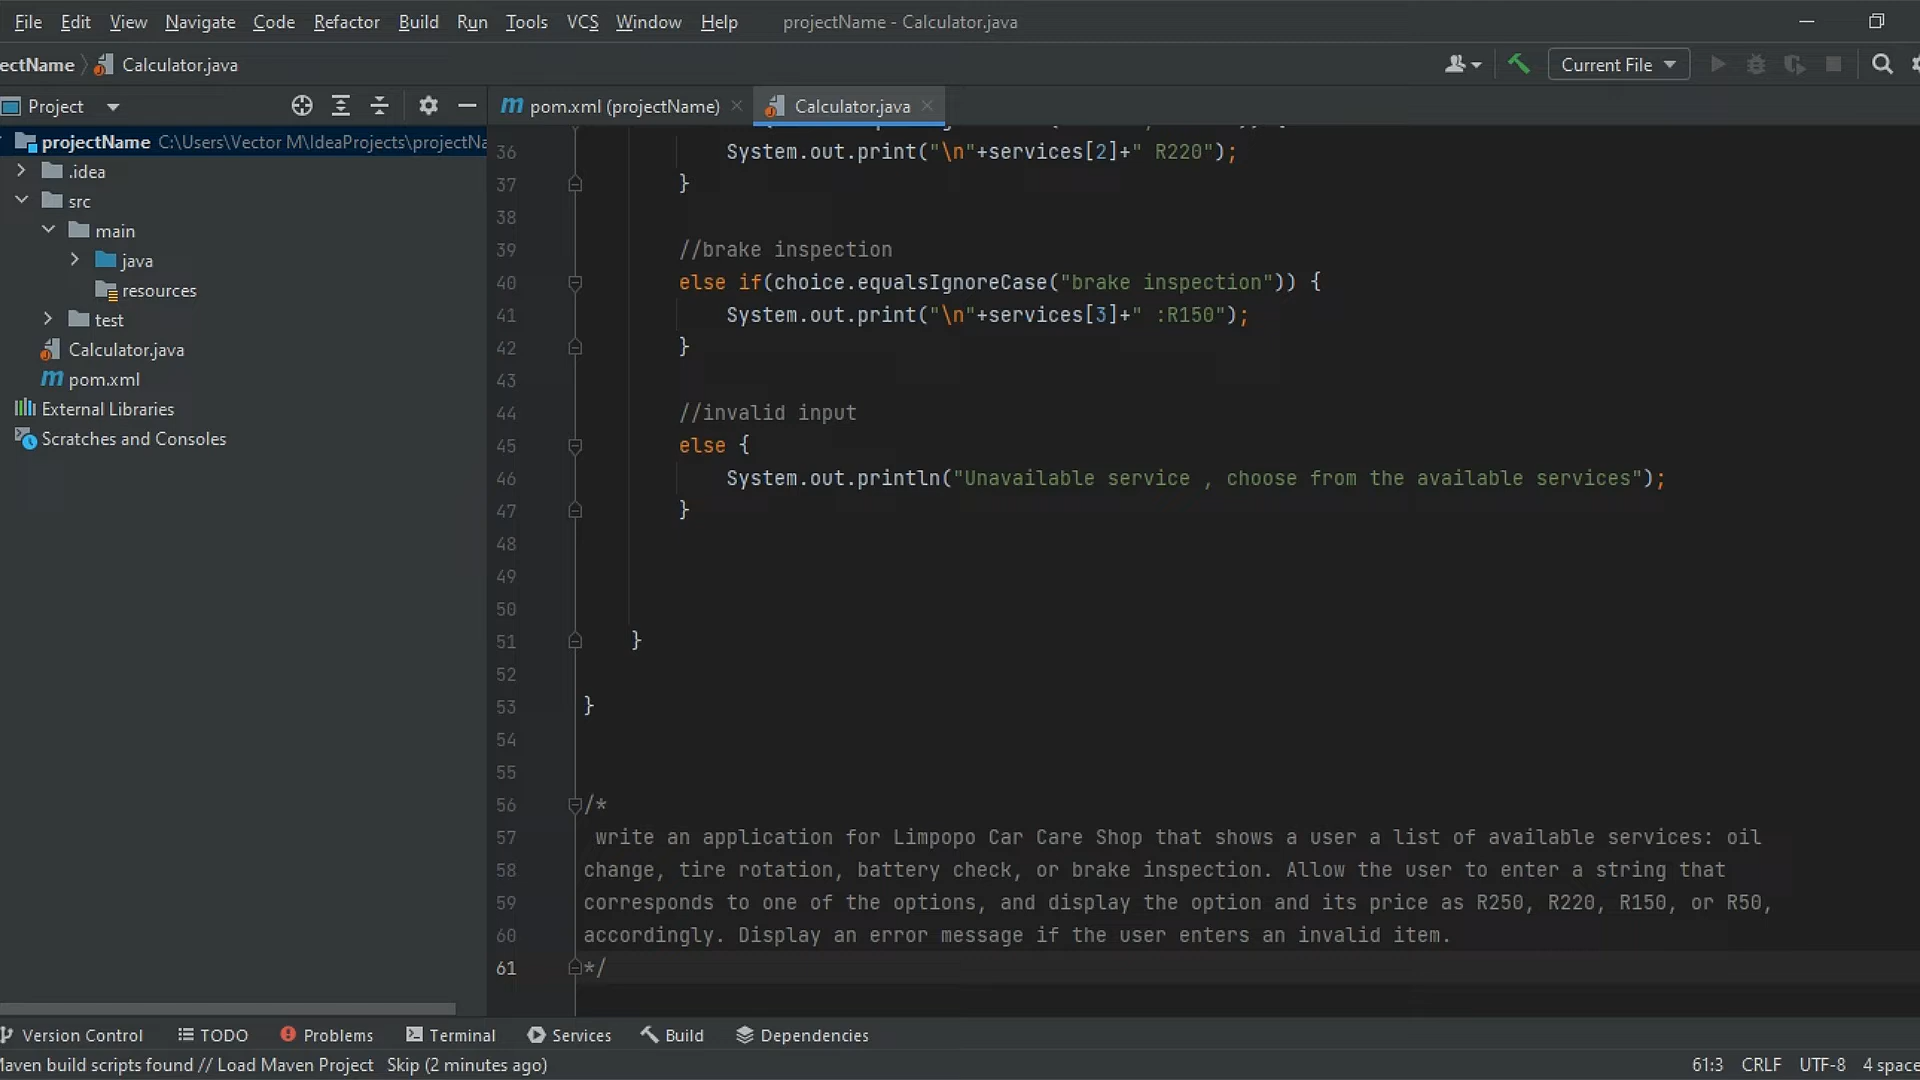 File Edit View Navigate Code Refactor Build Run Tools VCS Window Help projectName - Calculator.java
ectName Calculator.java Current File
Project pom.xml (projectName) Calculator.java
projectName C:\Users\Vector M\IdeaProjects\projectNa
.idea
src
main
java
resources
test
Calculator.java
pom.xml
External Libraries
Scratches and Consoles
36 System.out.print("\n"+services[2]+" R220");
37 }
38
39 //brake inspection
40 else if(choice.equalsIgnoreCase("brake inspection")) {
41 System.out.print("\n"+services[3]+" :R150");
42 }
43
44 //invalid input
45 else {
46 System.out.println("Unavailable service , choose from the available services");
47 }
48
49
50
51 }
52
53 }
54
55
56 /*
57 write an application for Limpopo Car Care Shop that shows a user a list of available services: oil
58 change, tire rotation, battery check, or brake inspection. Allow the user to enter a string that
59 corresponds to one of the options, and display the option and its price as R250, R220, R150, or R50,
60 accordingly. Display an error message if the user enters an invalid item.
61 */
Version Control TODO Problems Terminal Services Build Dependencies
Maven build scripts found // Load Maven Project Skip (2 minutes ago) 61:3 CRLF UTF-8 4 space